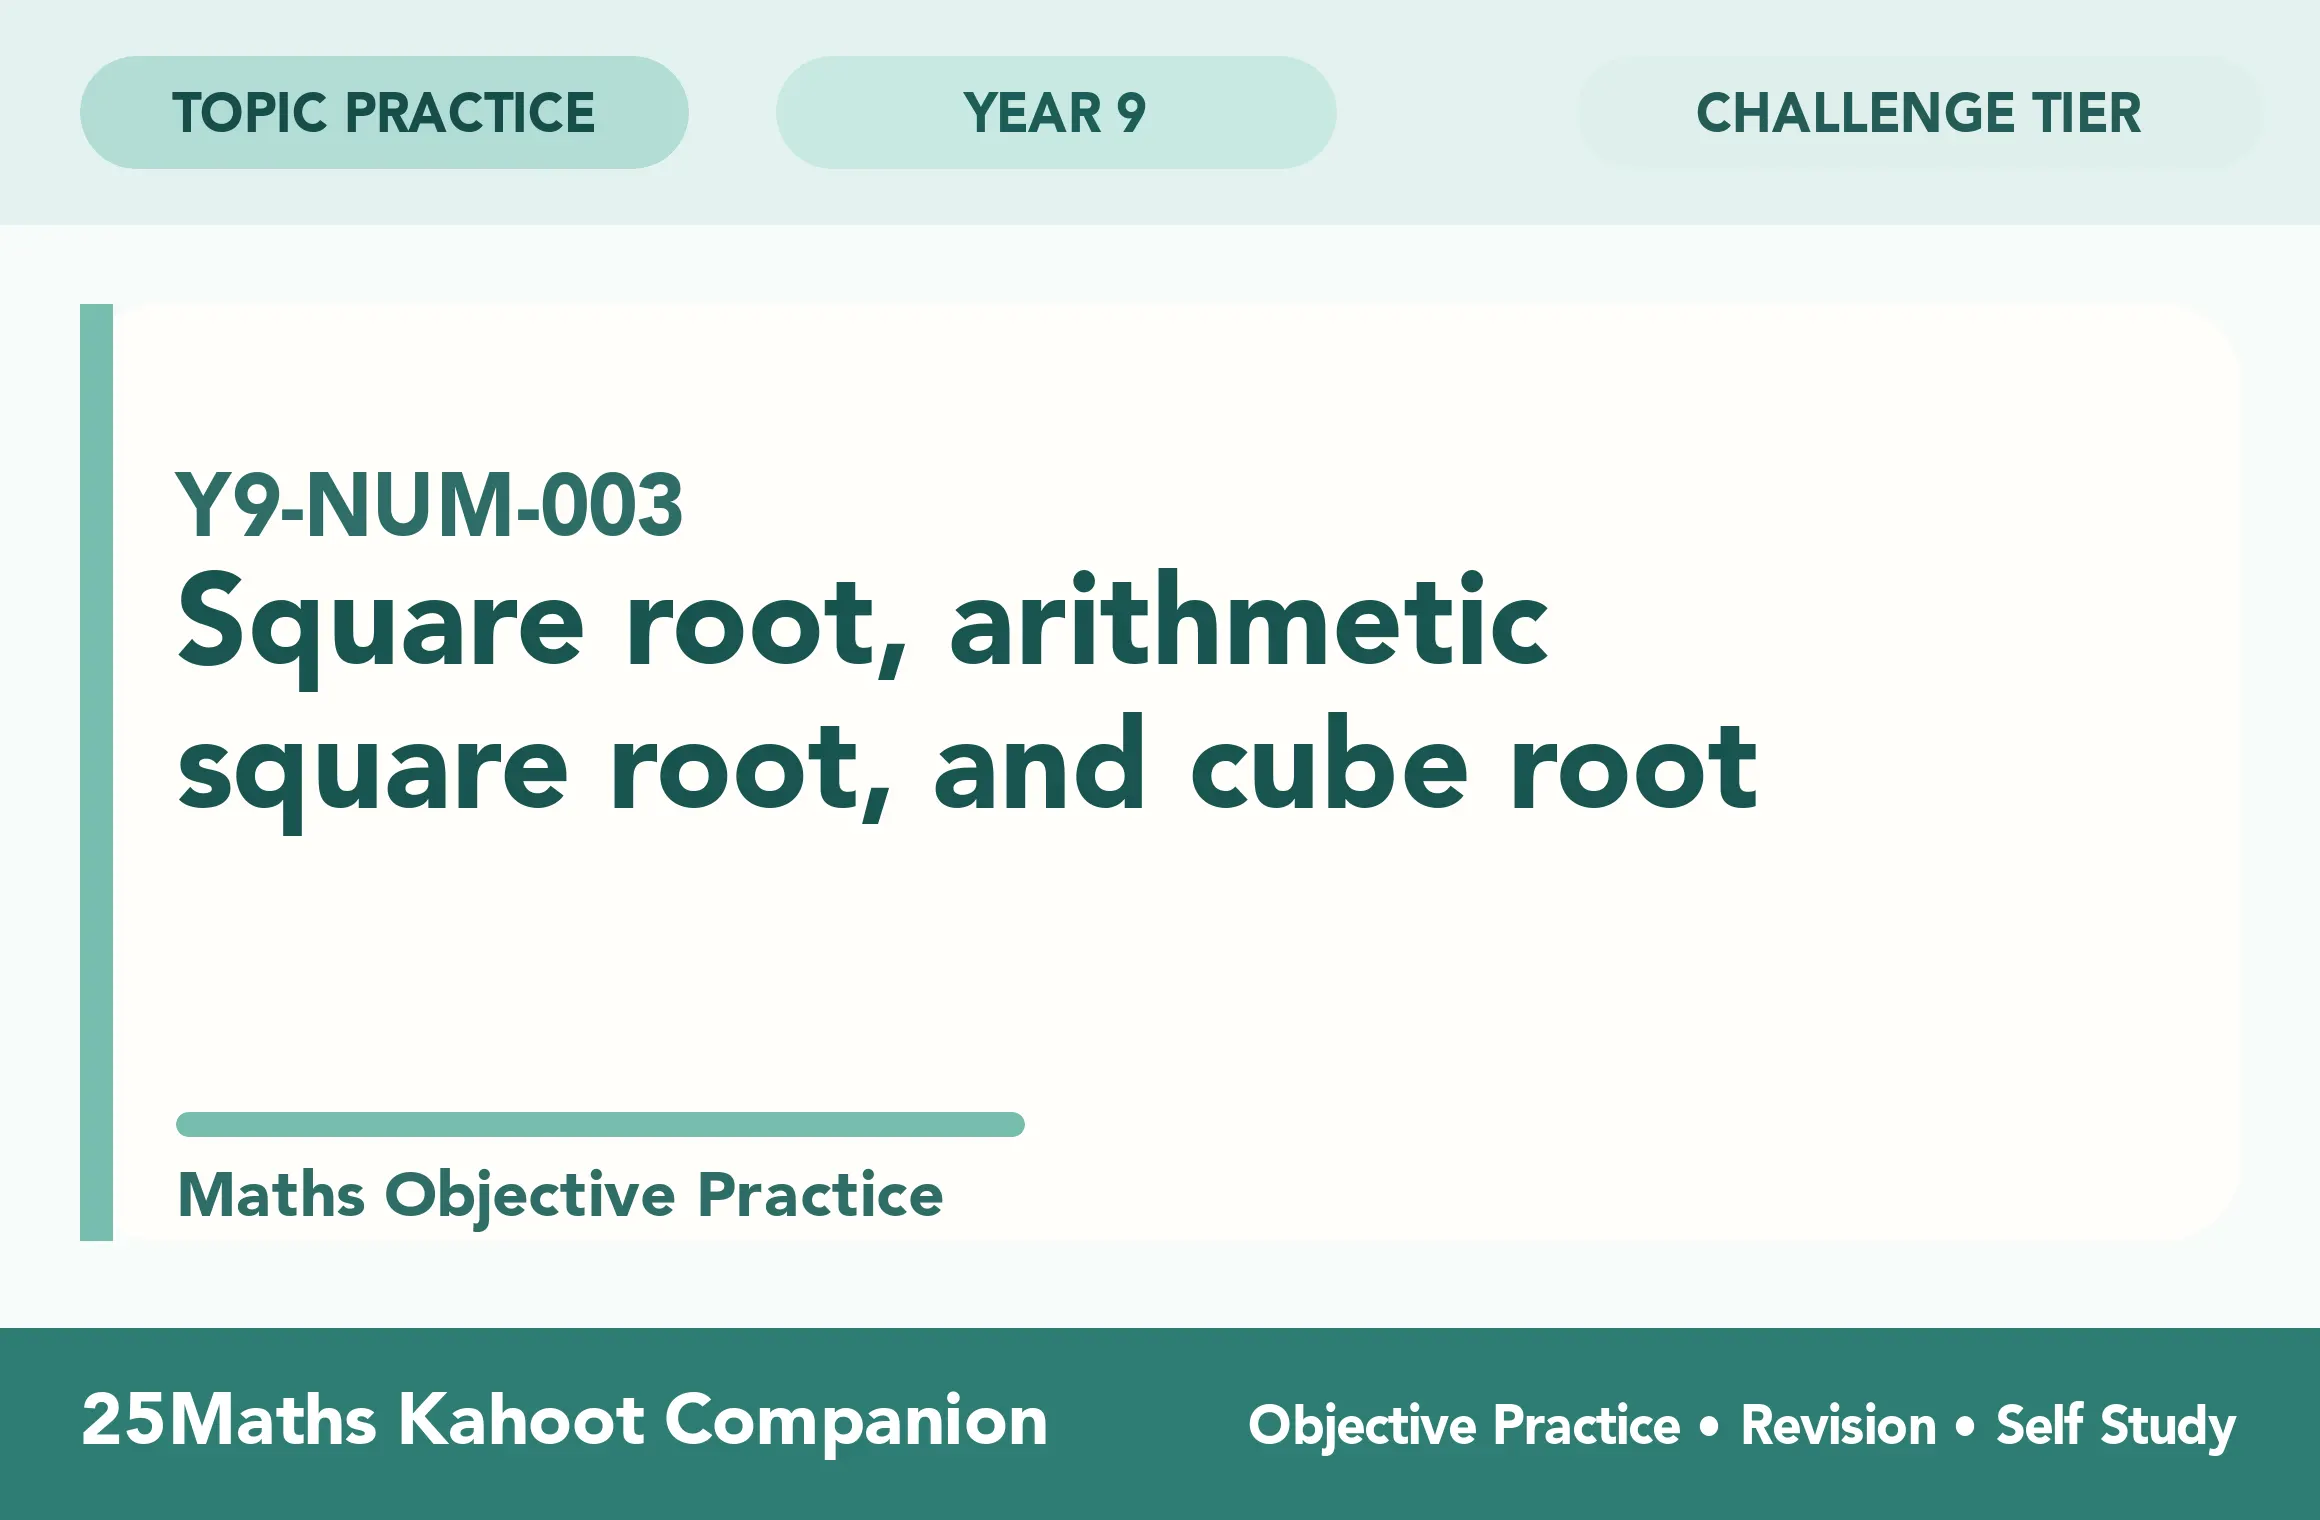 TOPIC PRACTICE
YEAR 9
CHALLENGE TIER
Y9-NUM-003
Square root, arithmetic
square root, and cube root
Maths Objective Practice
25Maths Kahoot Companion
Objective Practice • Revision • Self Study